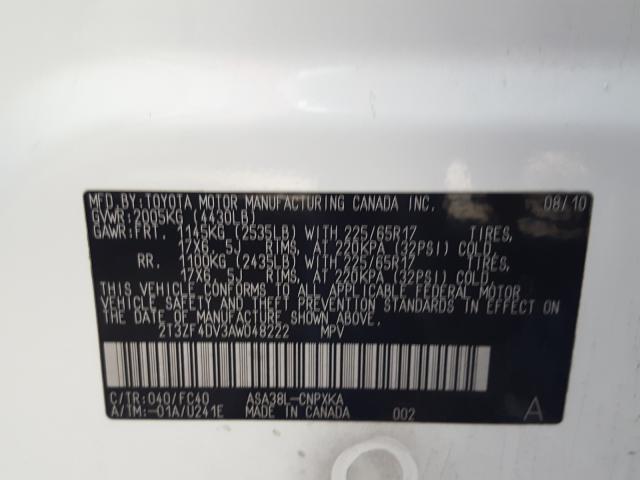 MFD.BY:TOYOTA MOTOR MANUFACTURING CANADA INC. 08/10
GVWR:2005KG (4430LB)
GAWR:FRT. 1145KG (2535LB) WITH 225/65R17 TIRES,
17X6.5J RIMS, AT 220KPA (32PSI) COLD.
RR. 1100KG (2435LB) WITH 225/65R17 TIRES,
17X6.5J RIMS, AT 220KPA (32PSI) COLD.
THIS VEHICLE CONFORMS TO ALL APPLICABLE FEDERAL MOTOR
VEHICLE SAFETY AND THEFT PREVENTION STANDARDS IN EFFECT
ON THE DATE OF MANUFACTURE SHOWN ABOVE.
2T3ZF4DV3AW048222 MPV
C/TR:040/FC40 ASA38L-CNPXKA
A/TM:-01A/U241E MADE IN CANADA 002 A